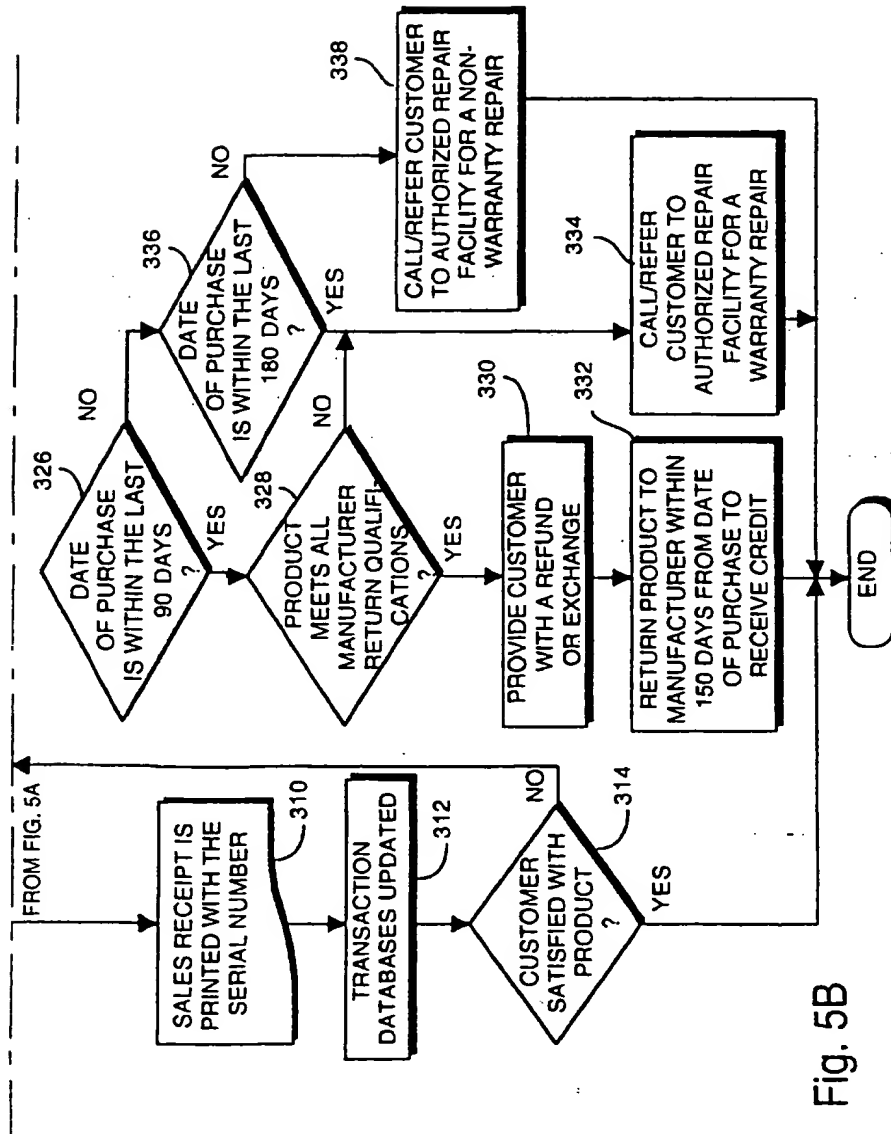 FROM FIG. 5A
SALES RECEIPT IS
PRINTED WITH THE
SERIAL NUMBER
310
TRANSACTION
DATABASES UPDATED
312
CUSTOMER
SATISFIED WITH
PRODUCT
?
314
NO
YES
DATE
OF PURCHASE
IS WITHIN THE LAST
90 DAYS
?
326
NO
YES
PRODUCT
MEETS ALL
MANUFACTURER
RETURN QUALIFI-
CATIONS
?
328
NO
YES
PROVIDE CUSTOMER
WITH A REFUND
OR EXCHANGE
330
RETURN PRODUCT TO
MANUFACTURER WITHIN
150 DAYS FROM DATE
OF PURCHASE TO
RECEIVE CREDIT
332
DATE
OF PURCHASE
IS WITHIN THE LAST
180 DAYS
?
336
NO
YES
CALL/REFER CUSTOMER
TO AUTHORIZED REPAIR
FACILITY FOR A NON-
WARRANTY REPAIR
338
CALL/REFER
CUSTOMER TO
AUTHORIZED REPAIR
FACILITY FOR A
WARRANTY REPAIR
334
END
Fig. 5B